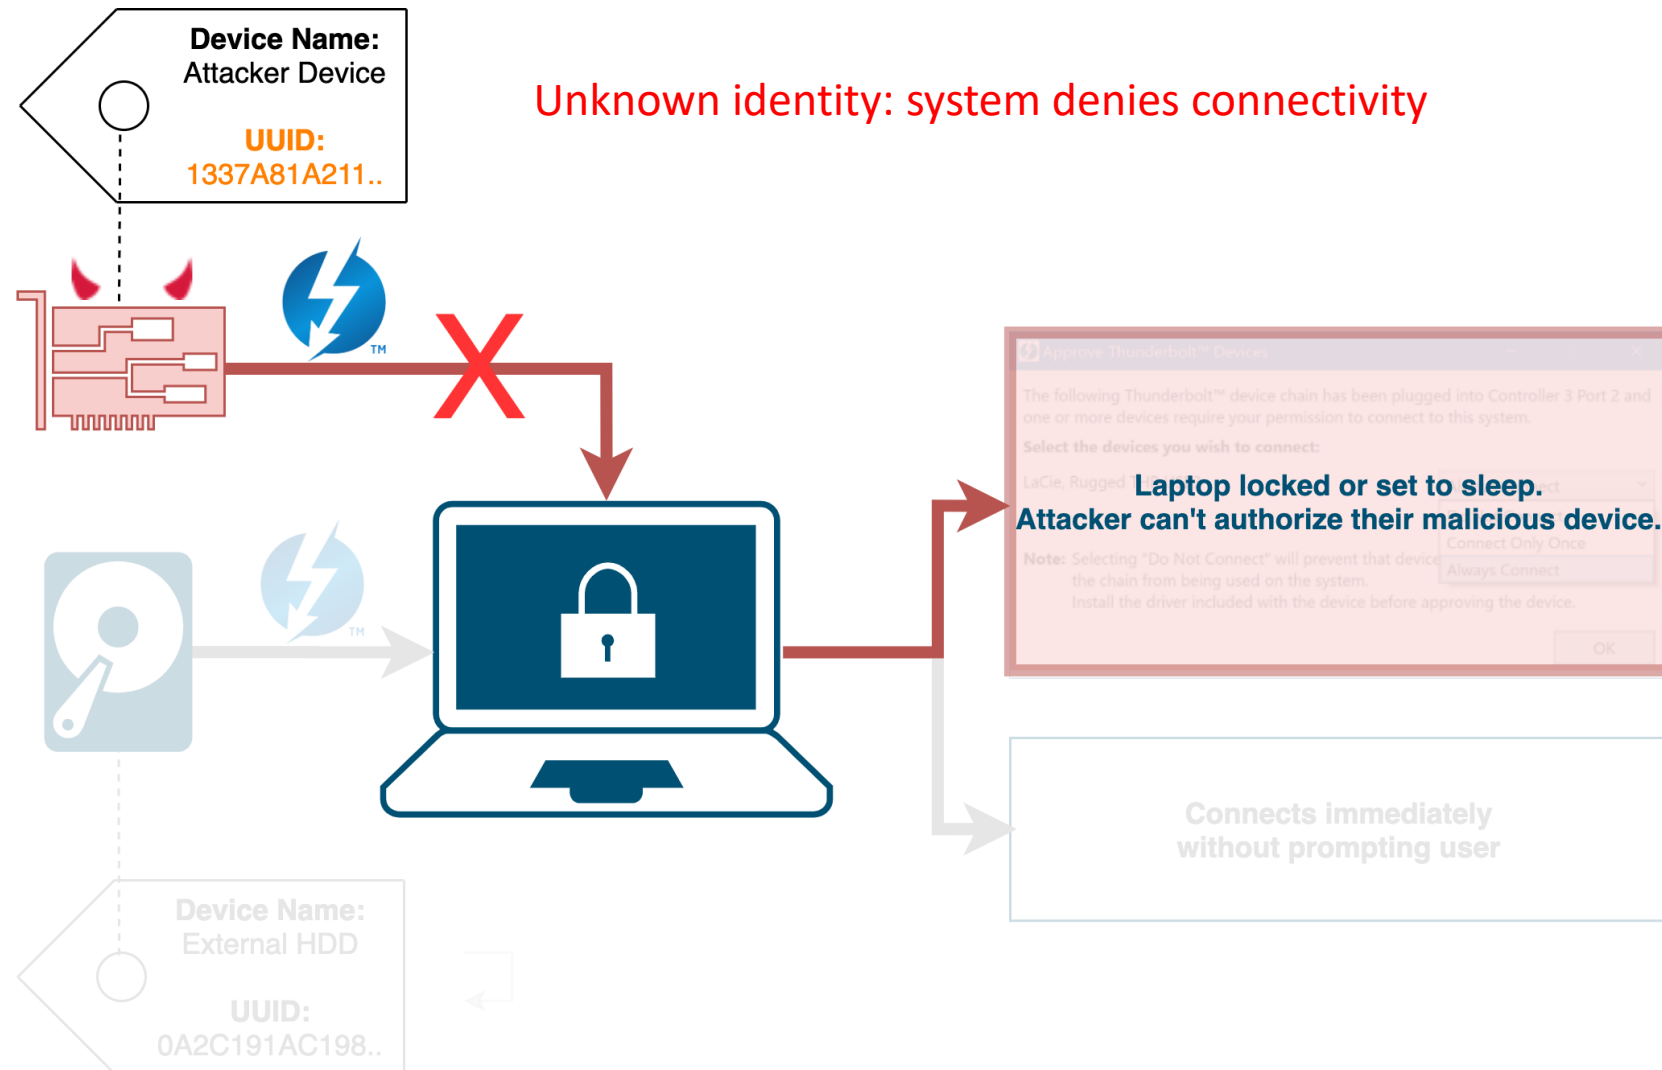 Device Name:
Attacker Device
UUID:
1337A81A211..
Unknown identity: system denies connectivity
TM
Approve Thunderbolt™ Devices
The following Thunderbolt™ device chain has been plugged into Controller 3 Port 2 and
one or more devices require your permission to connect to this system.
Select the devices you wish to connect:
LaCie, Rugged
Laptop locked or set to sleep.
Attacker can't authorize their malicious device.
Connect Only Once
Always Connect
Note: Selecting "Do Not Connect" will prevent that device
the chain from being used on the system.
Install the driver included with the device before approving the device.
OK
TM
Connects immediately
without prompting user
Device Name:
External HDD
UUID:
0A2C191AC198..